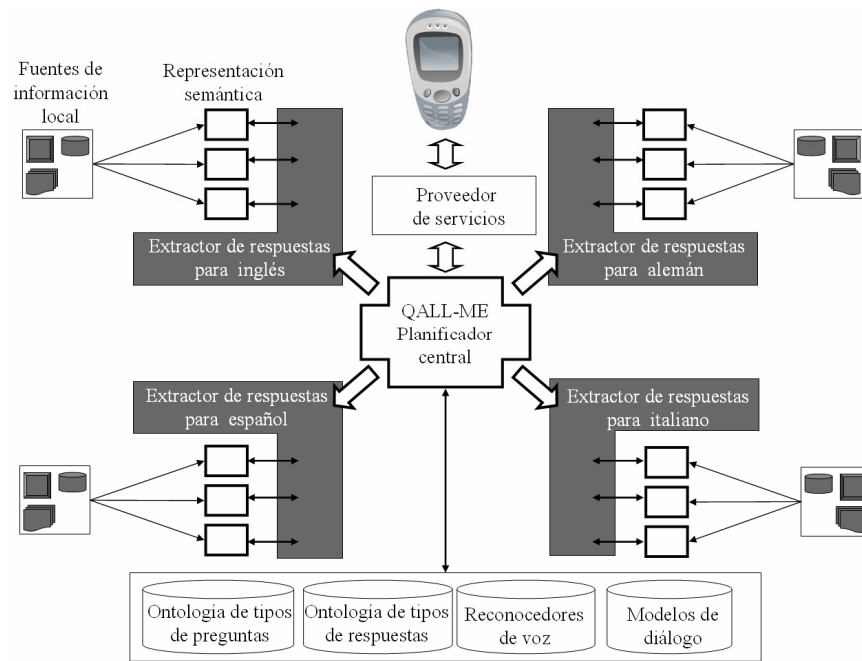 Fuentes de
información
local
Representación
semántica
Proveedor
de servicios
Extractor de respuestas
para inglés
Extractor de respuestas
para alemán
QALL-ME
Planificador
central
Extractor de respuestas
para español
Extractor de respuestas
para italiano
Ontología de tipos
de preguntas
Ontología de tipos
de respuestas
Reconocedores
de voz
Modelos de
diálogo